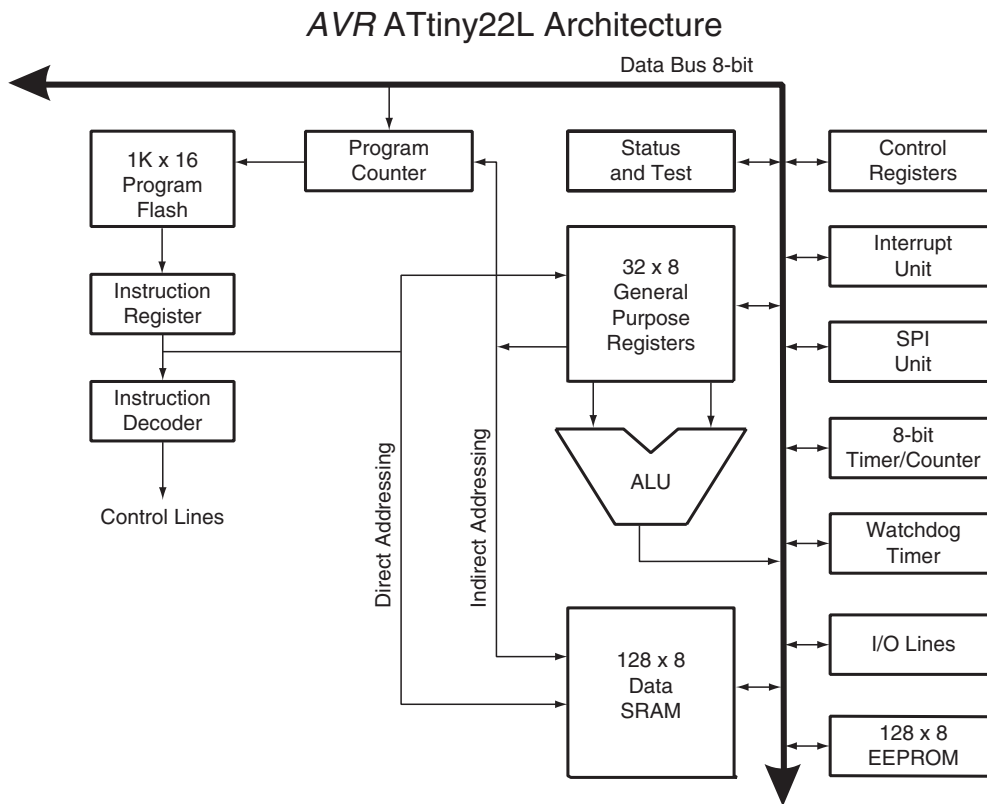 AVR ATtiny22L Architecture
Data Bus 8-bit
1K x 16
Program
Flash
Program
Counter
Status
and Test
Control
Registers
Instruction
Register
32 x 8
General
Purpose
Registers
Interrupt
Unit
SPI
Unit
Instruction
Decoder
Control Lines
Direct Addressing
Indirect Addressing
ALU
8-bit
Timer/Counter
Watchdog
Timer
128 x 8
Data
SRAM
I/O Lines
128 x 8
EEPROM